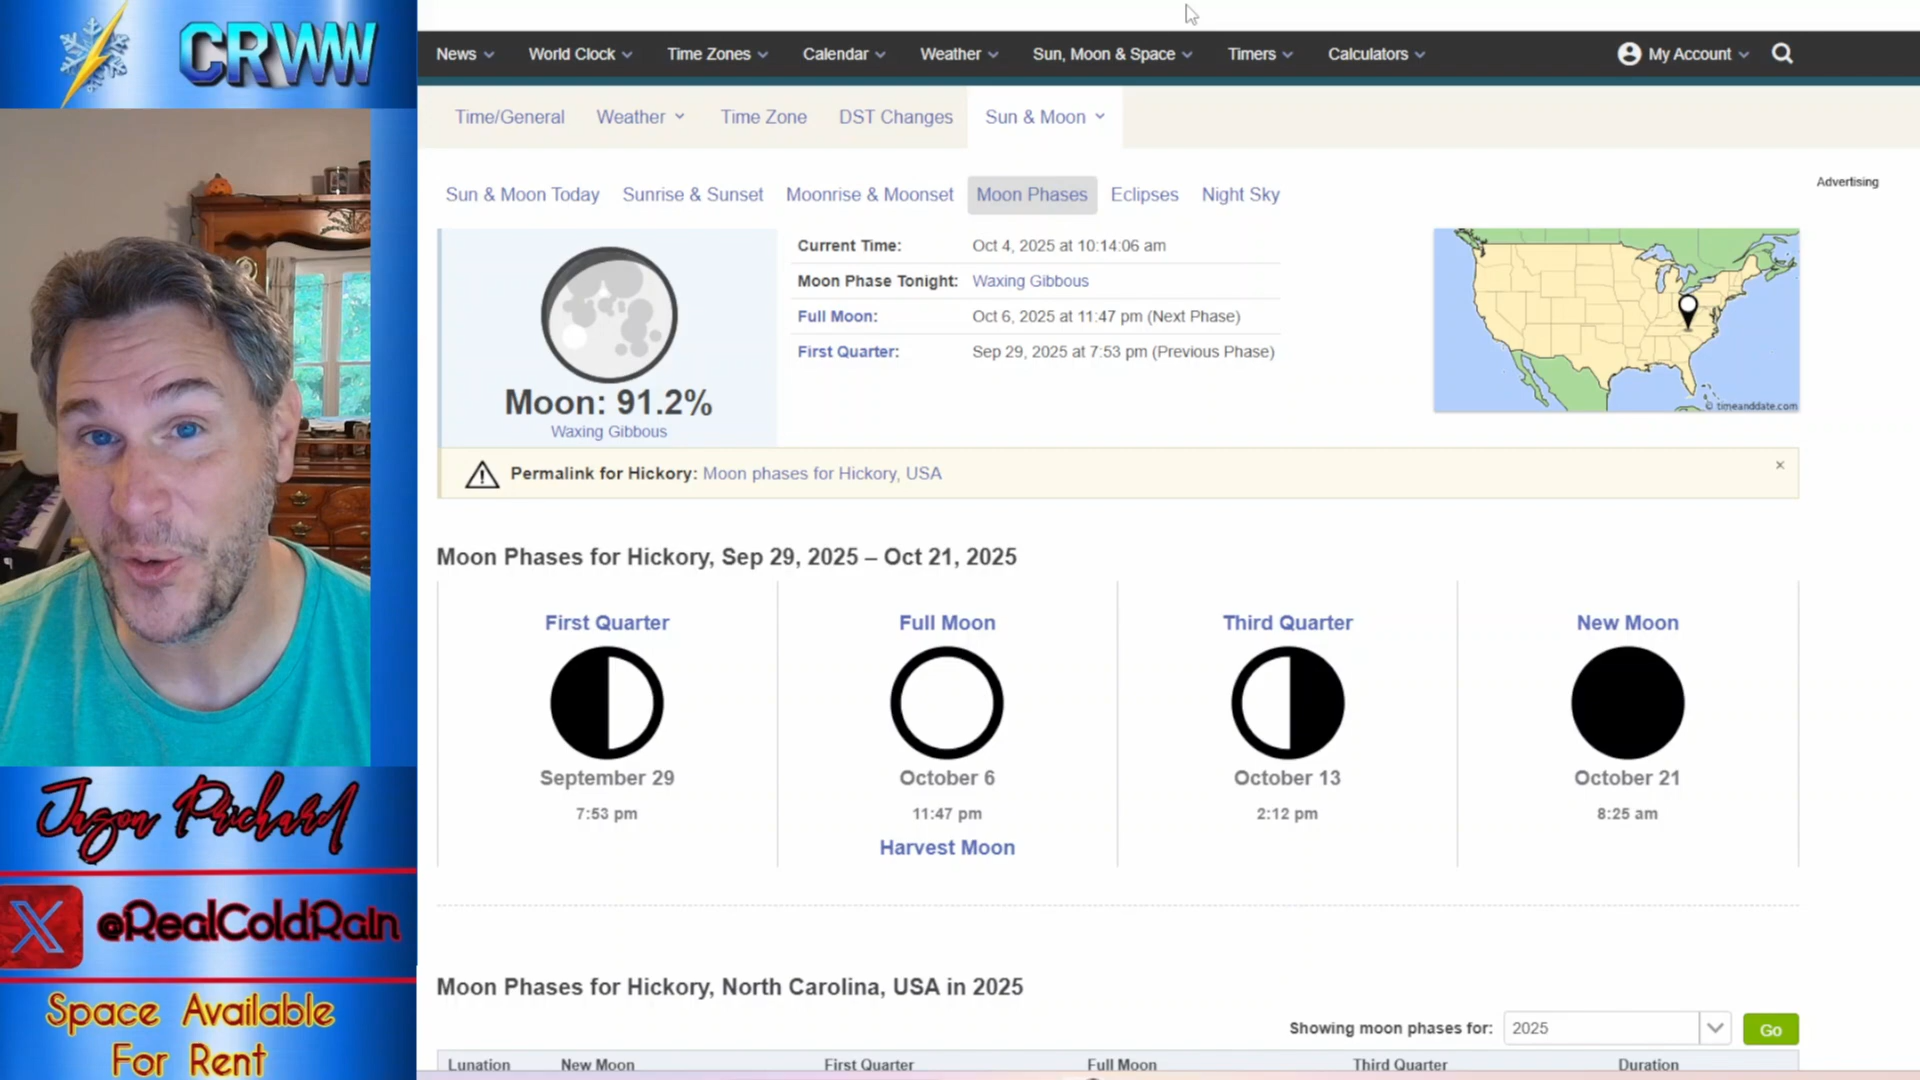 CRWW
News
World Clock
Time Zones
Calendar
Weather
Sun, Moon & Space
Timers
Calculators
My Account
Time/General
Weather
Time Zone
DST Changes
Sun & Moon
Sun & Moon Today
Sunrise & Sunset
Moonrise & Moonset
Moon Phases
Eclipses
Night Sky
Advertising
Moon: 91.2%
Waxing Gibbous
Current Time: Oct 4, 2025 at 10:14:06 am
Moon Phase Tonight: Waxing Gibbous
Full Moon: Oct 6, 2025 at 11:47 pm (Next Phase)
First Quarter: Sep 29, 2025 at 7:53 pm (Previous Phase)
© timeanddate.com
Permalink for Hickory: Moon phases for Hickory, USA
×
Moon Phases for Hickory, Sep 29, 2025 – Oct 21, 2025
First Quarter
September 29
7:53 pm
Full Moon
October 6
11:47 pm
Harvest Moon
Third Quarter
October 13
2:12 pm
New Moon
October 21
8:25 am
Moon Phases for Hickory, North Carolina, USA in 2025
Showing moon phases for: 2025 Go
Lunation New Moon First Quarter Full Moon Third Quarter Duration
Jason Prichard
X @RealColdRain
Space Available
For Rent